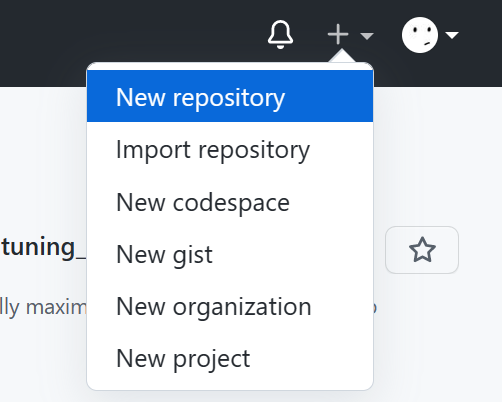 New repository
Import repository
New codespace
tuning_
New gist
lly maxim
New organization
New project